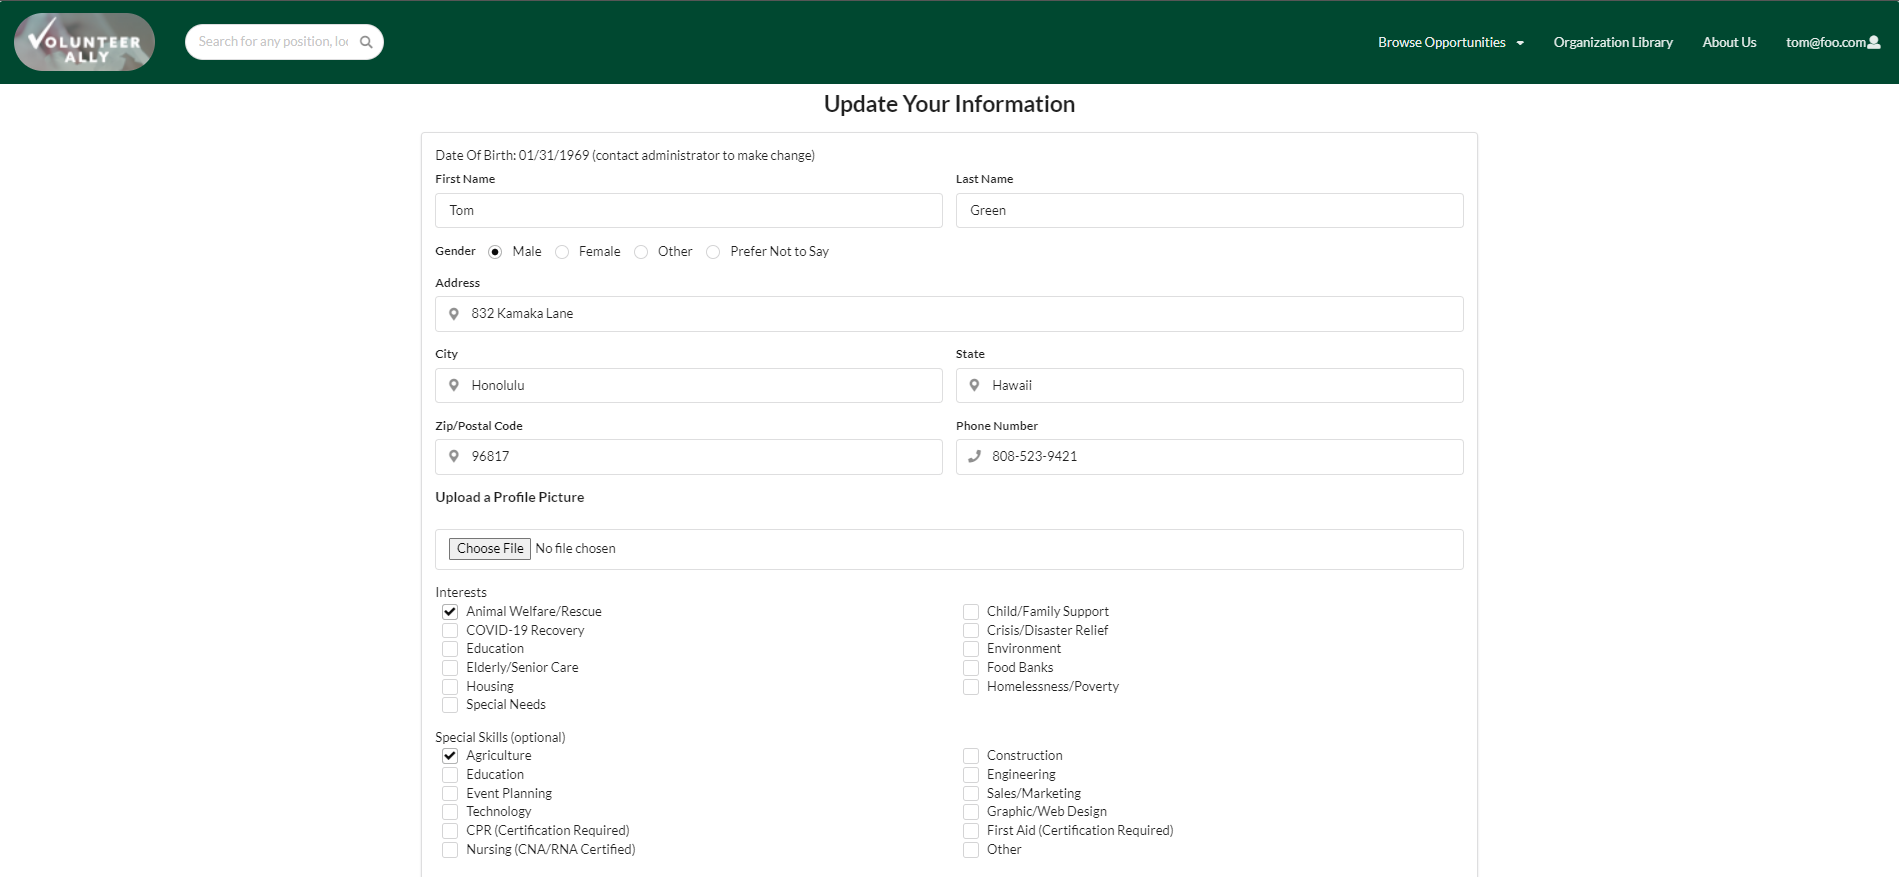 VOLUNTEER
ALLY
Search for any position, loc
Browse Opportunities
Organization Library
About Us
tom@foo.com
Update Your Information
Date Of Birth: 01/31/1969 (contact administrator to make change)
First Name
Last Name
Tom
Green
Gender Male Female Other Prefer Not to Say
Address
832 Kamaka Lane
City
State
Honolulu
Hawaii
Zip/Postal Code
Phone Number
96817
808-523-9421
Upload a Profile Picture
Choose File No file chosen
Interests
Animal Welfare/Rescue
Child/Family Support
COVID-19 Recovery
Crisis/Disaster Relief
Education
Environment
Elderly/Senior Care
Food Banks
Housing
Homelessness/Poverty
Special Needs
Special Skills (optional)
Agriculture
Construction
Education
Engineering
Event Planning
Sales/Marketing
Technology
Graphic/Web Design
CPR (Certification Required)
First Aid (Certification Required)
Nursing (CNA/RNA Certified)
Other